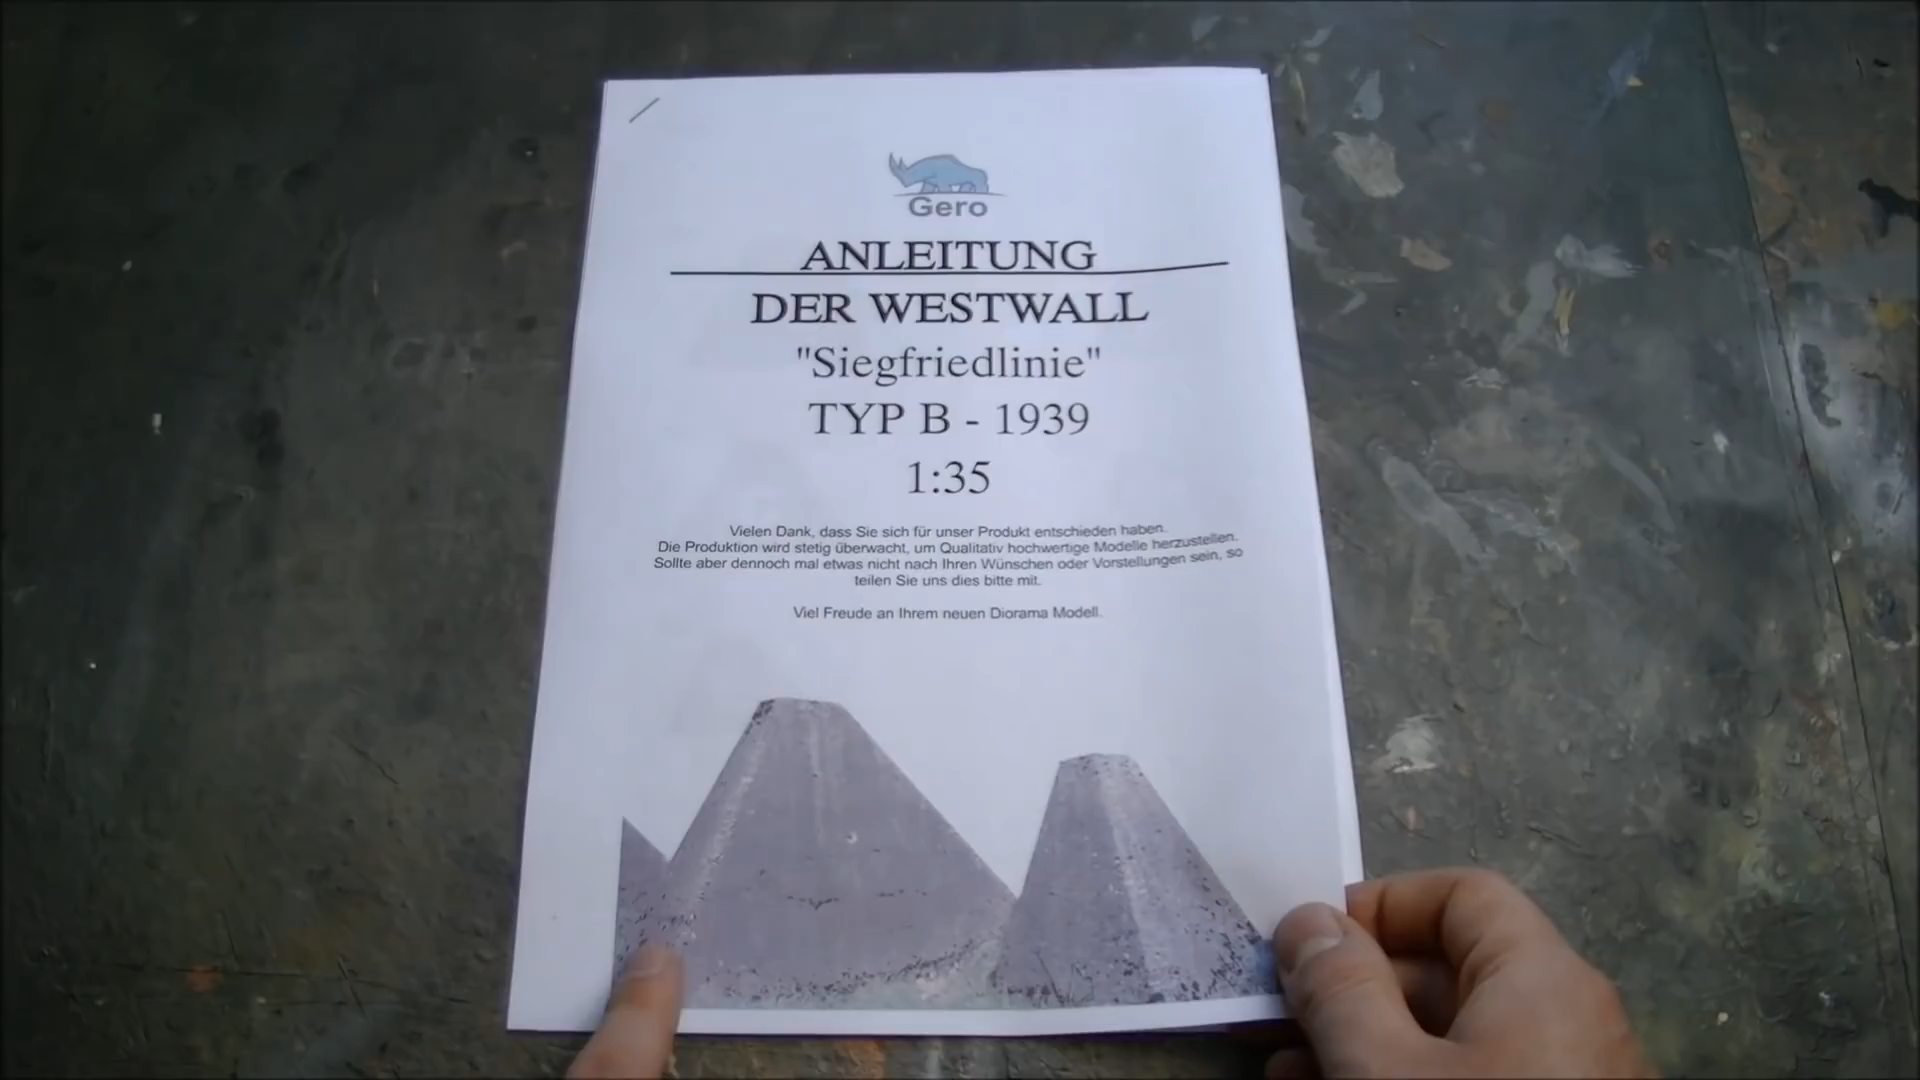 Gero
ANLEITUNG
DER WESTWALL
"Siegfriedlinie"
TYP B - 1939
1:35
Vielen Dank, dass Sie sich für unser Produkt entschieden haben.
Die Produktion wird stetig überwacht, um Qualitativ hochwertige Modelle herzustellen.
Sollte aber dennoch mal etwas nicht nach Ihren Wünschen oder Vorstellungen sein, so
teilen Sie uns dies bitte mit.
Viel Freude an Ihrem neuen Diorama Modell.